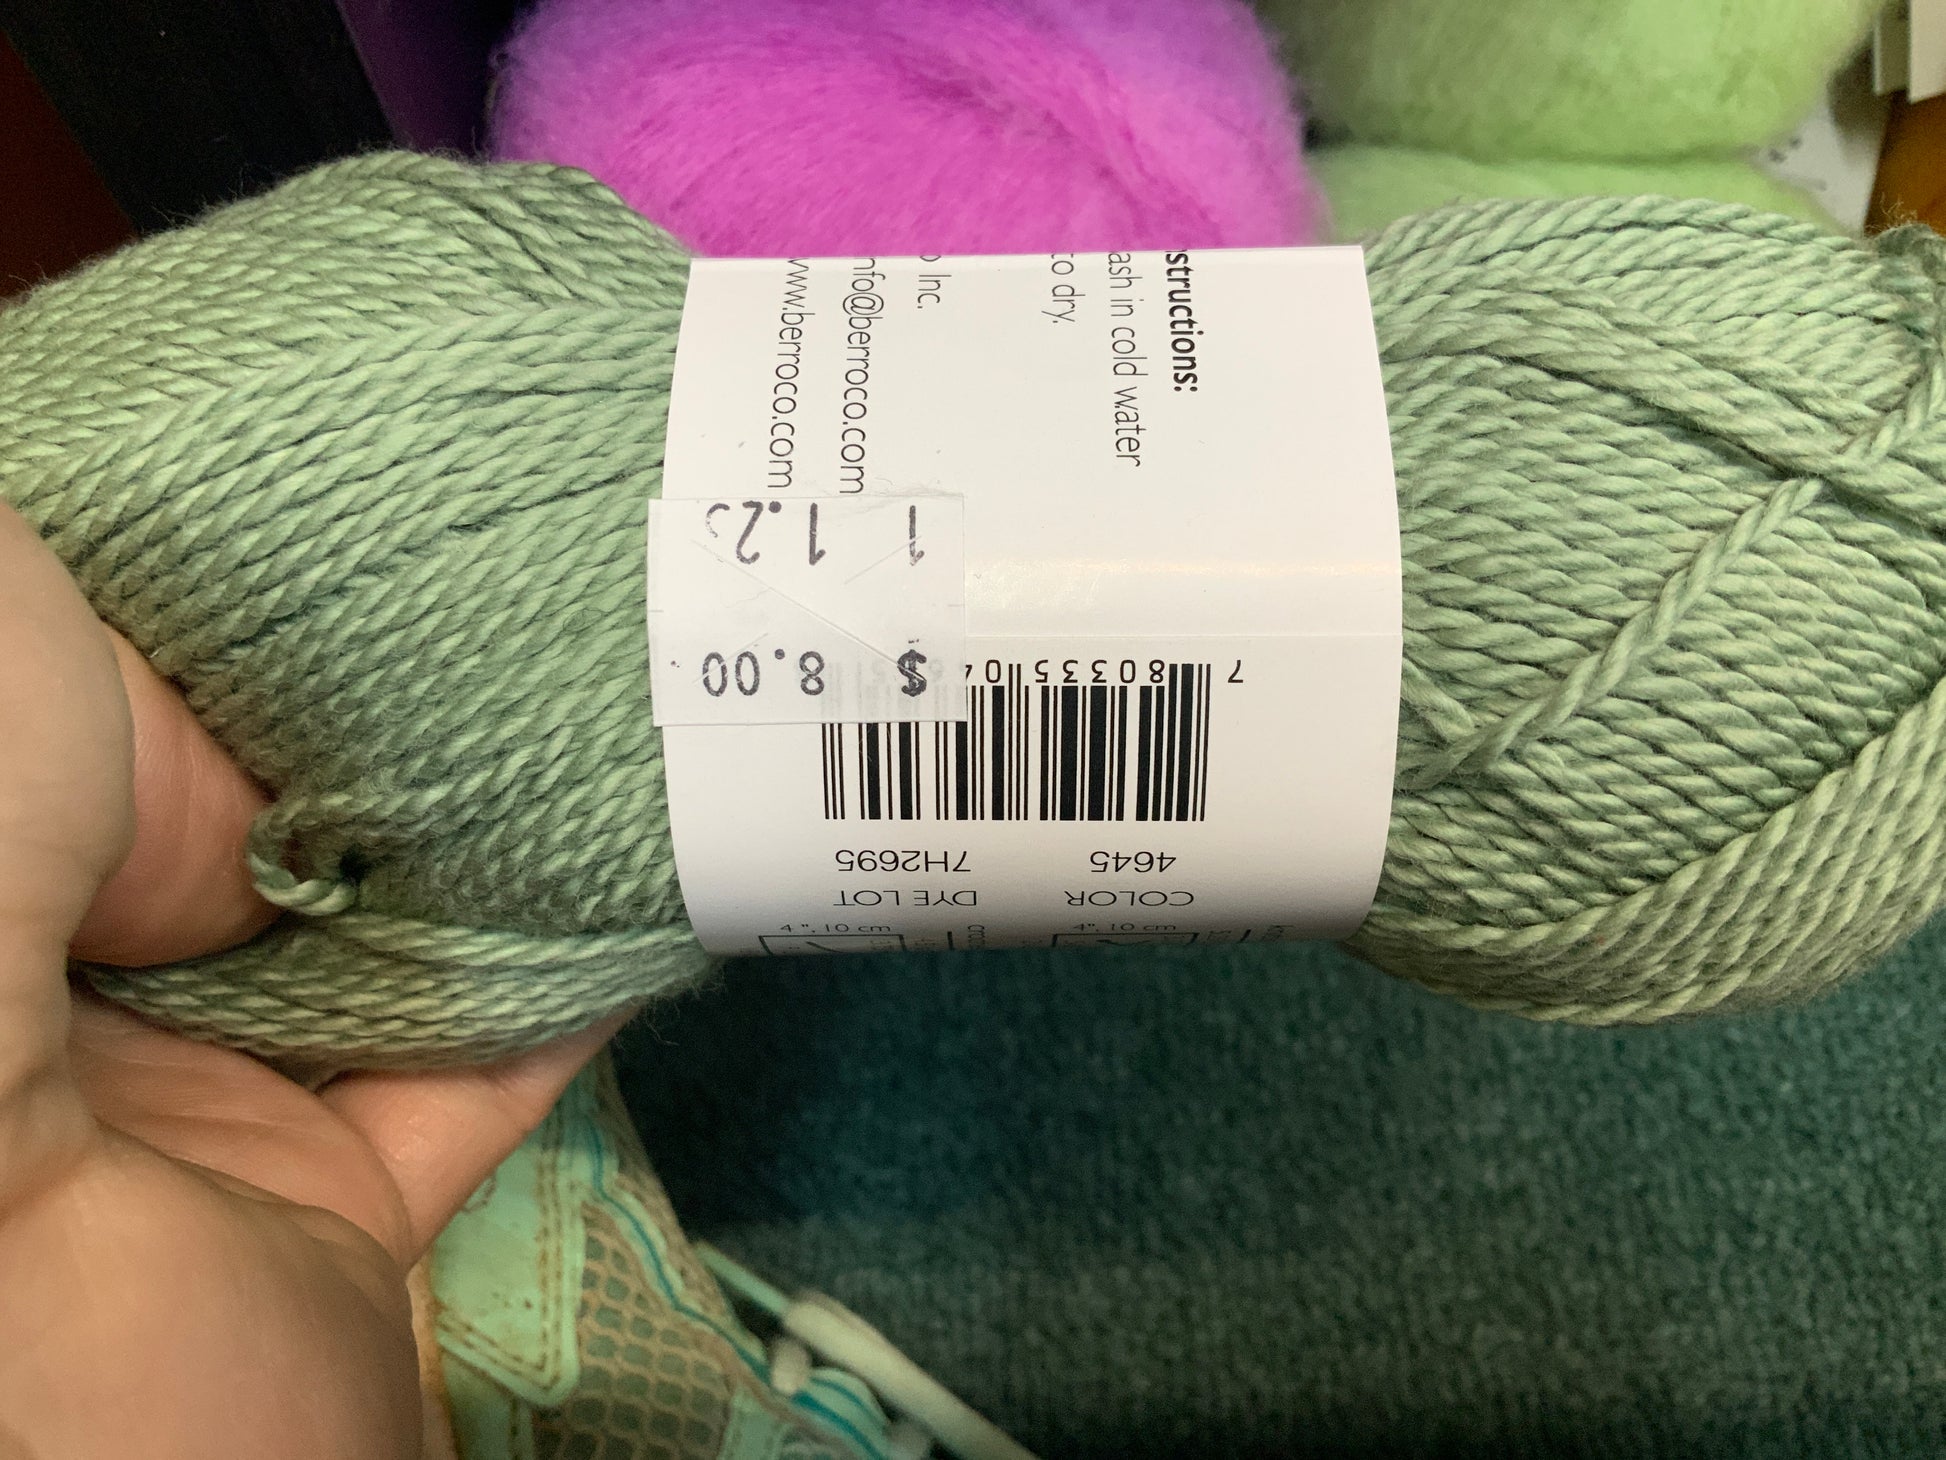 structions:
ash in cold water
to dry.
Inc.
info@berroco.com
www.berroco.com
1 1.2
$ 8.00
7 80335 0
COLOR DYE LOT
4645 7H2695
4", 10 cm 4", 10 cm